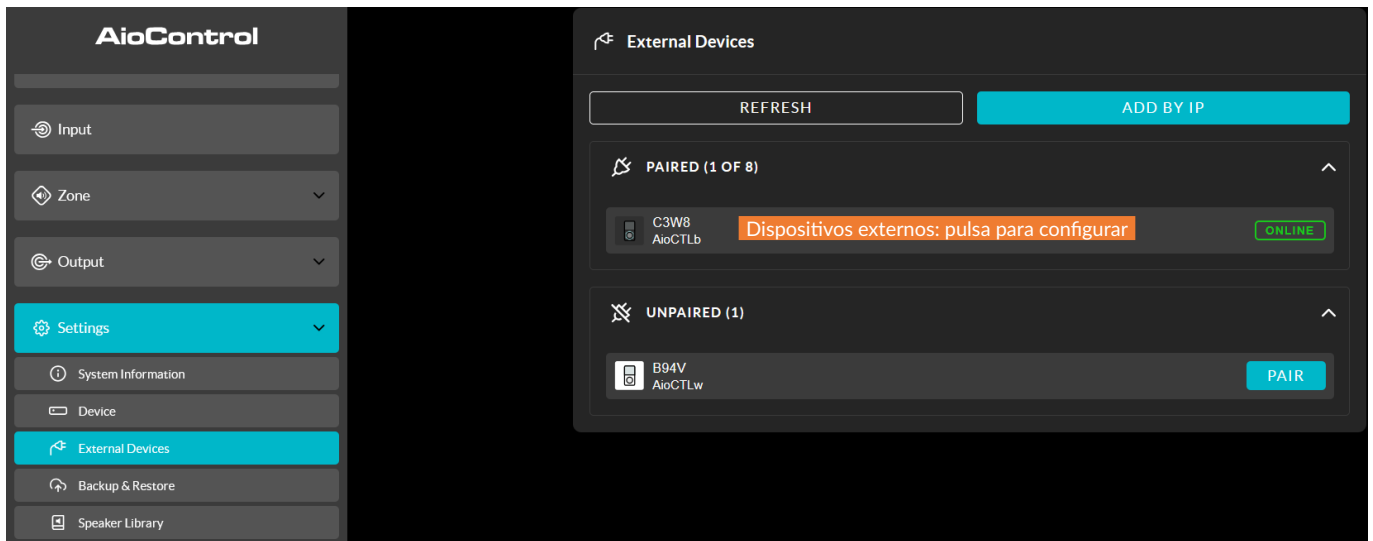 AioControl
Input
Zone
Output
Settings
System Information
Device
External Devices
Backup & Restore
Speaker Library
External Devices
REFRESH
ADD BY IP
PAIRED (1 OF 8)
C3W8
AioCTLb
Dispositivos externos: pulsa para configurar
ONLINE
UNPAIRED (1)
B94V
AioCTLw
PAIR